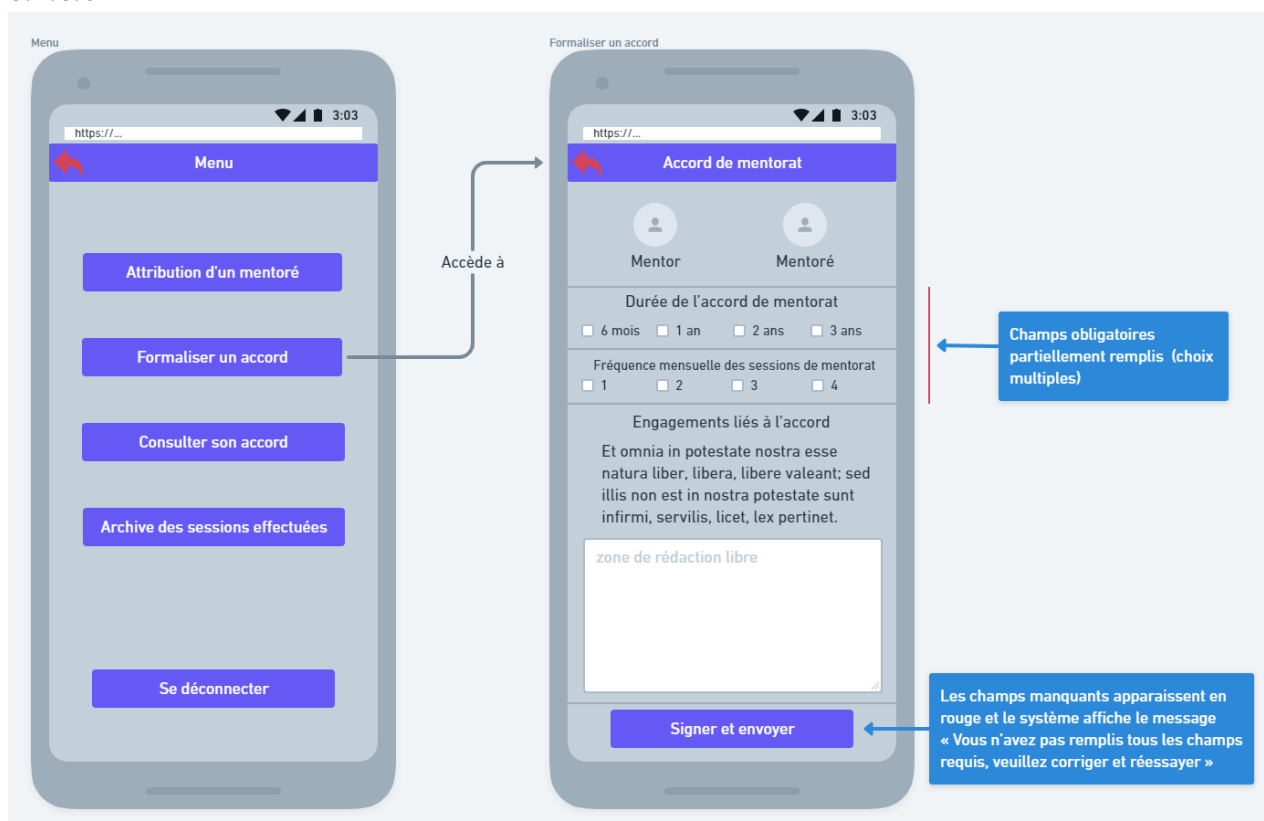 Menu
3:03
https://...
Menu
Attribution d'un mentoré
Formaliser un accord
Consulter son accord
Archive des sessions effectuées
Se déconnecter
Accède à
Formaliser un accord
3:03
https://...
Accord de mentorat
Mentor
Mentoré
Durée de l'accord de mentorat
6 mois
1 an
2 ans
3 ans
Fréquence mensuelle des sessions de mentorat
1
2
3
4
Engagements liés à l'accord
Et omnia in potestate nostra esse
natura liber, libera, libere valeant; sed
illis non est in nostra potestate sunt
infirmi, servilis, licet, lex pertinet.
zone de rédaction libre
Signer et envoyer
Champs obligatoires
partiellement remplis (choix
multiples)
Les champs manquants apparaissent en
rouge et le système affiche le message
« Vous n'avez pas remplis tous les champs
requis, veuillez corriger et réessayer »